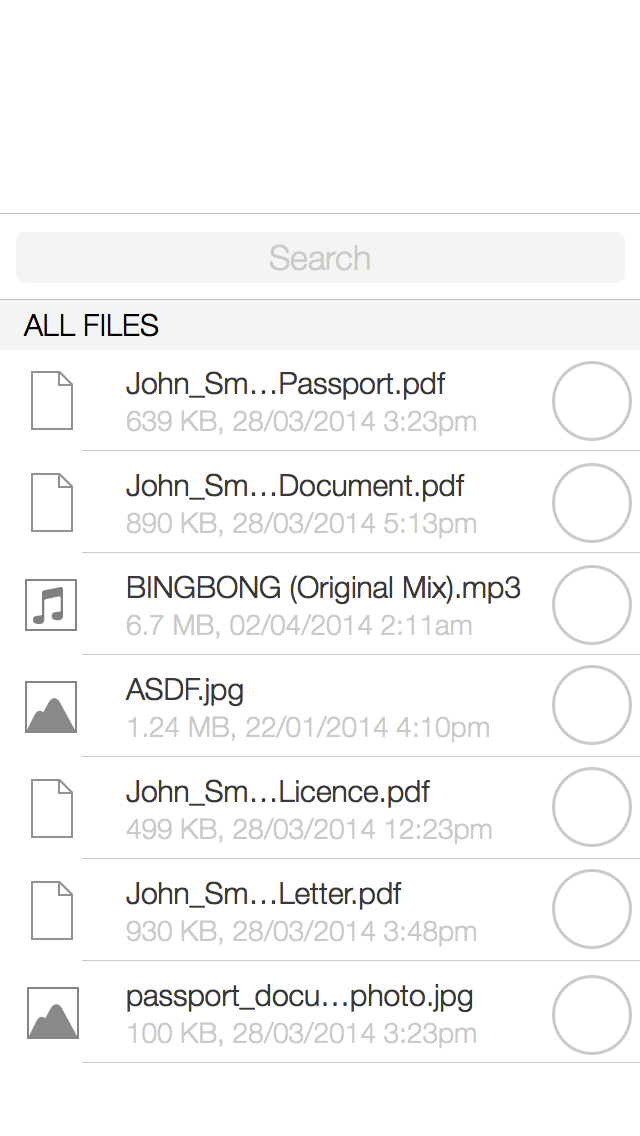 Search
ALL FILES
John_Sm…Passport.pdf
639 KB, 28/03/2014 3:23pm
John_Sm…Document.pdf
890 KB, 28/03/2014 5:13pm
BINGBONG (Original Mix).mp3
6.7 MB, 02/04/2014 2:11am
ASDF.jpg
1.24 MB, 22/01/2014 4:10pm
John_Sm…Licence.pdf
499 KB, 28/03/2014 12:23pm
John_Sm…Letter.pdf
930 KB, 28/03/2014 3:48pm
passport_docu…photo.jpg
100 KB, 28/03/2014 3:23pm